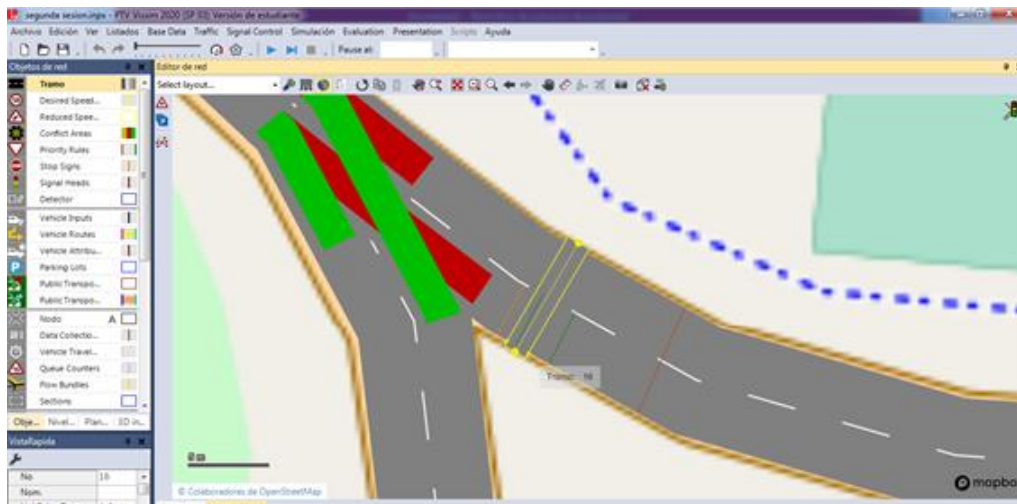 segunda sesion.inpx - PTV Vissim 2020 (SP 03) Versión de estudiante
Archivo Edición Ver Listados Base Data Traffic Signal Control Simulación Evaluation Presentation Scripts Ayuda
Pause at:
Objetos de red
Editor de red
Select layout...
Tramo
Desired Speed...
Reduced Spee...
Conflict Areas
Priority Rules
Stop Signs
Signal Heads
Detector
Vehicle Inputs
Vehicle Routes
Vehicle Attribu...
Parking Lots
Public Transpo...
Public Transpo...
Nodo A
Data Collectio...
Vehicle Travel...
Queue Counters
Flow Bundles
Sections
Obje... Nivel... Plan... 3D in...
VistaRapida
No. 16
Nom.
Tramo: 16
0 m
© Colaboradores de OpenStreetMap
mapbox